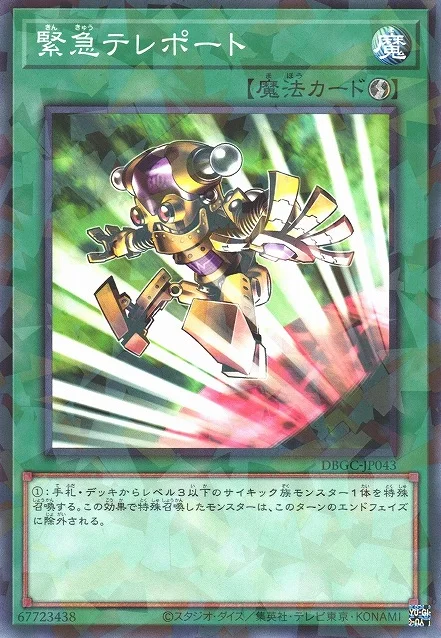 緊急テレポート
魔
【魔法カード】
DBGC-JP043
①：手札・デッキからレベル３以下のサイキック族モンスター１体を特殊
召喚する。この効果で特殊召喚したモンスターは、このターンのエンドフェイズ
に除外される。
67723438
©スタジオ・ダイス／集英社・テレビ東京・KONAMI